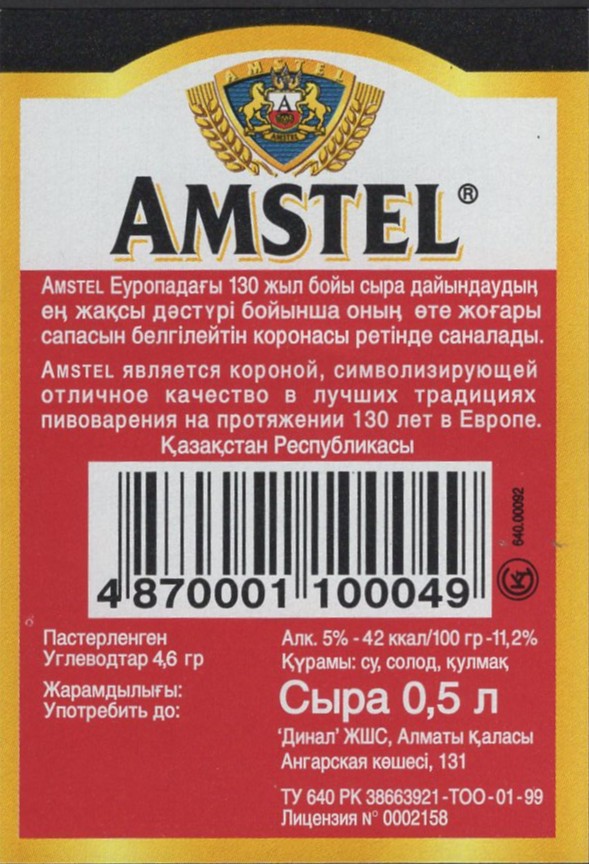 AMSTEL
A
AMSTEL
AMSTEL®
AMSTEL Еуропадағы 130 жыл бойы сыра дайындаудың
ең жақсы дәстүрі бойынша оның өте жоғары
сапасын белгілейтін коронасы ретінде саналады.
AMSTEL является короной, символизирующей
отличное качество в лучших традициях
пивоварения на протяжении 130 лет в Европе.
Қазақстан Республикасы
640.00092
4 870001 100049
Пастерленген
Углеводтар 4,6 гр
Жарамдылығы:
Употребить до:
Алк. 5% - 42 ккал/100 гр -11,2%
Құрамы: су, солод, кулмақ
Сыра 0,5 л
'Динал' ЖШС, Алматы қаласы
Ангарская көшесі, 131
ТУ 640 РК 38663921 -ТОО - 01 - 99
Лицензия N° 0002158